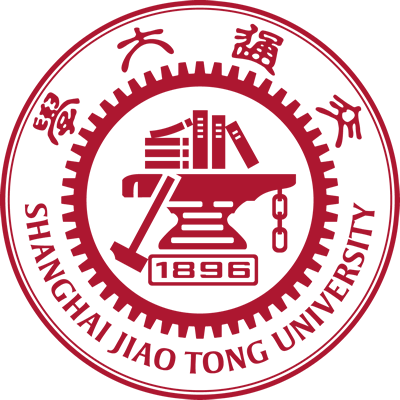 交通大學
1896
SHANGHAI JIAO TONG UNIVERSITY